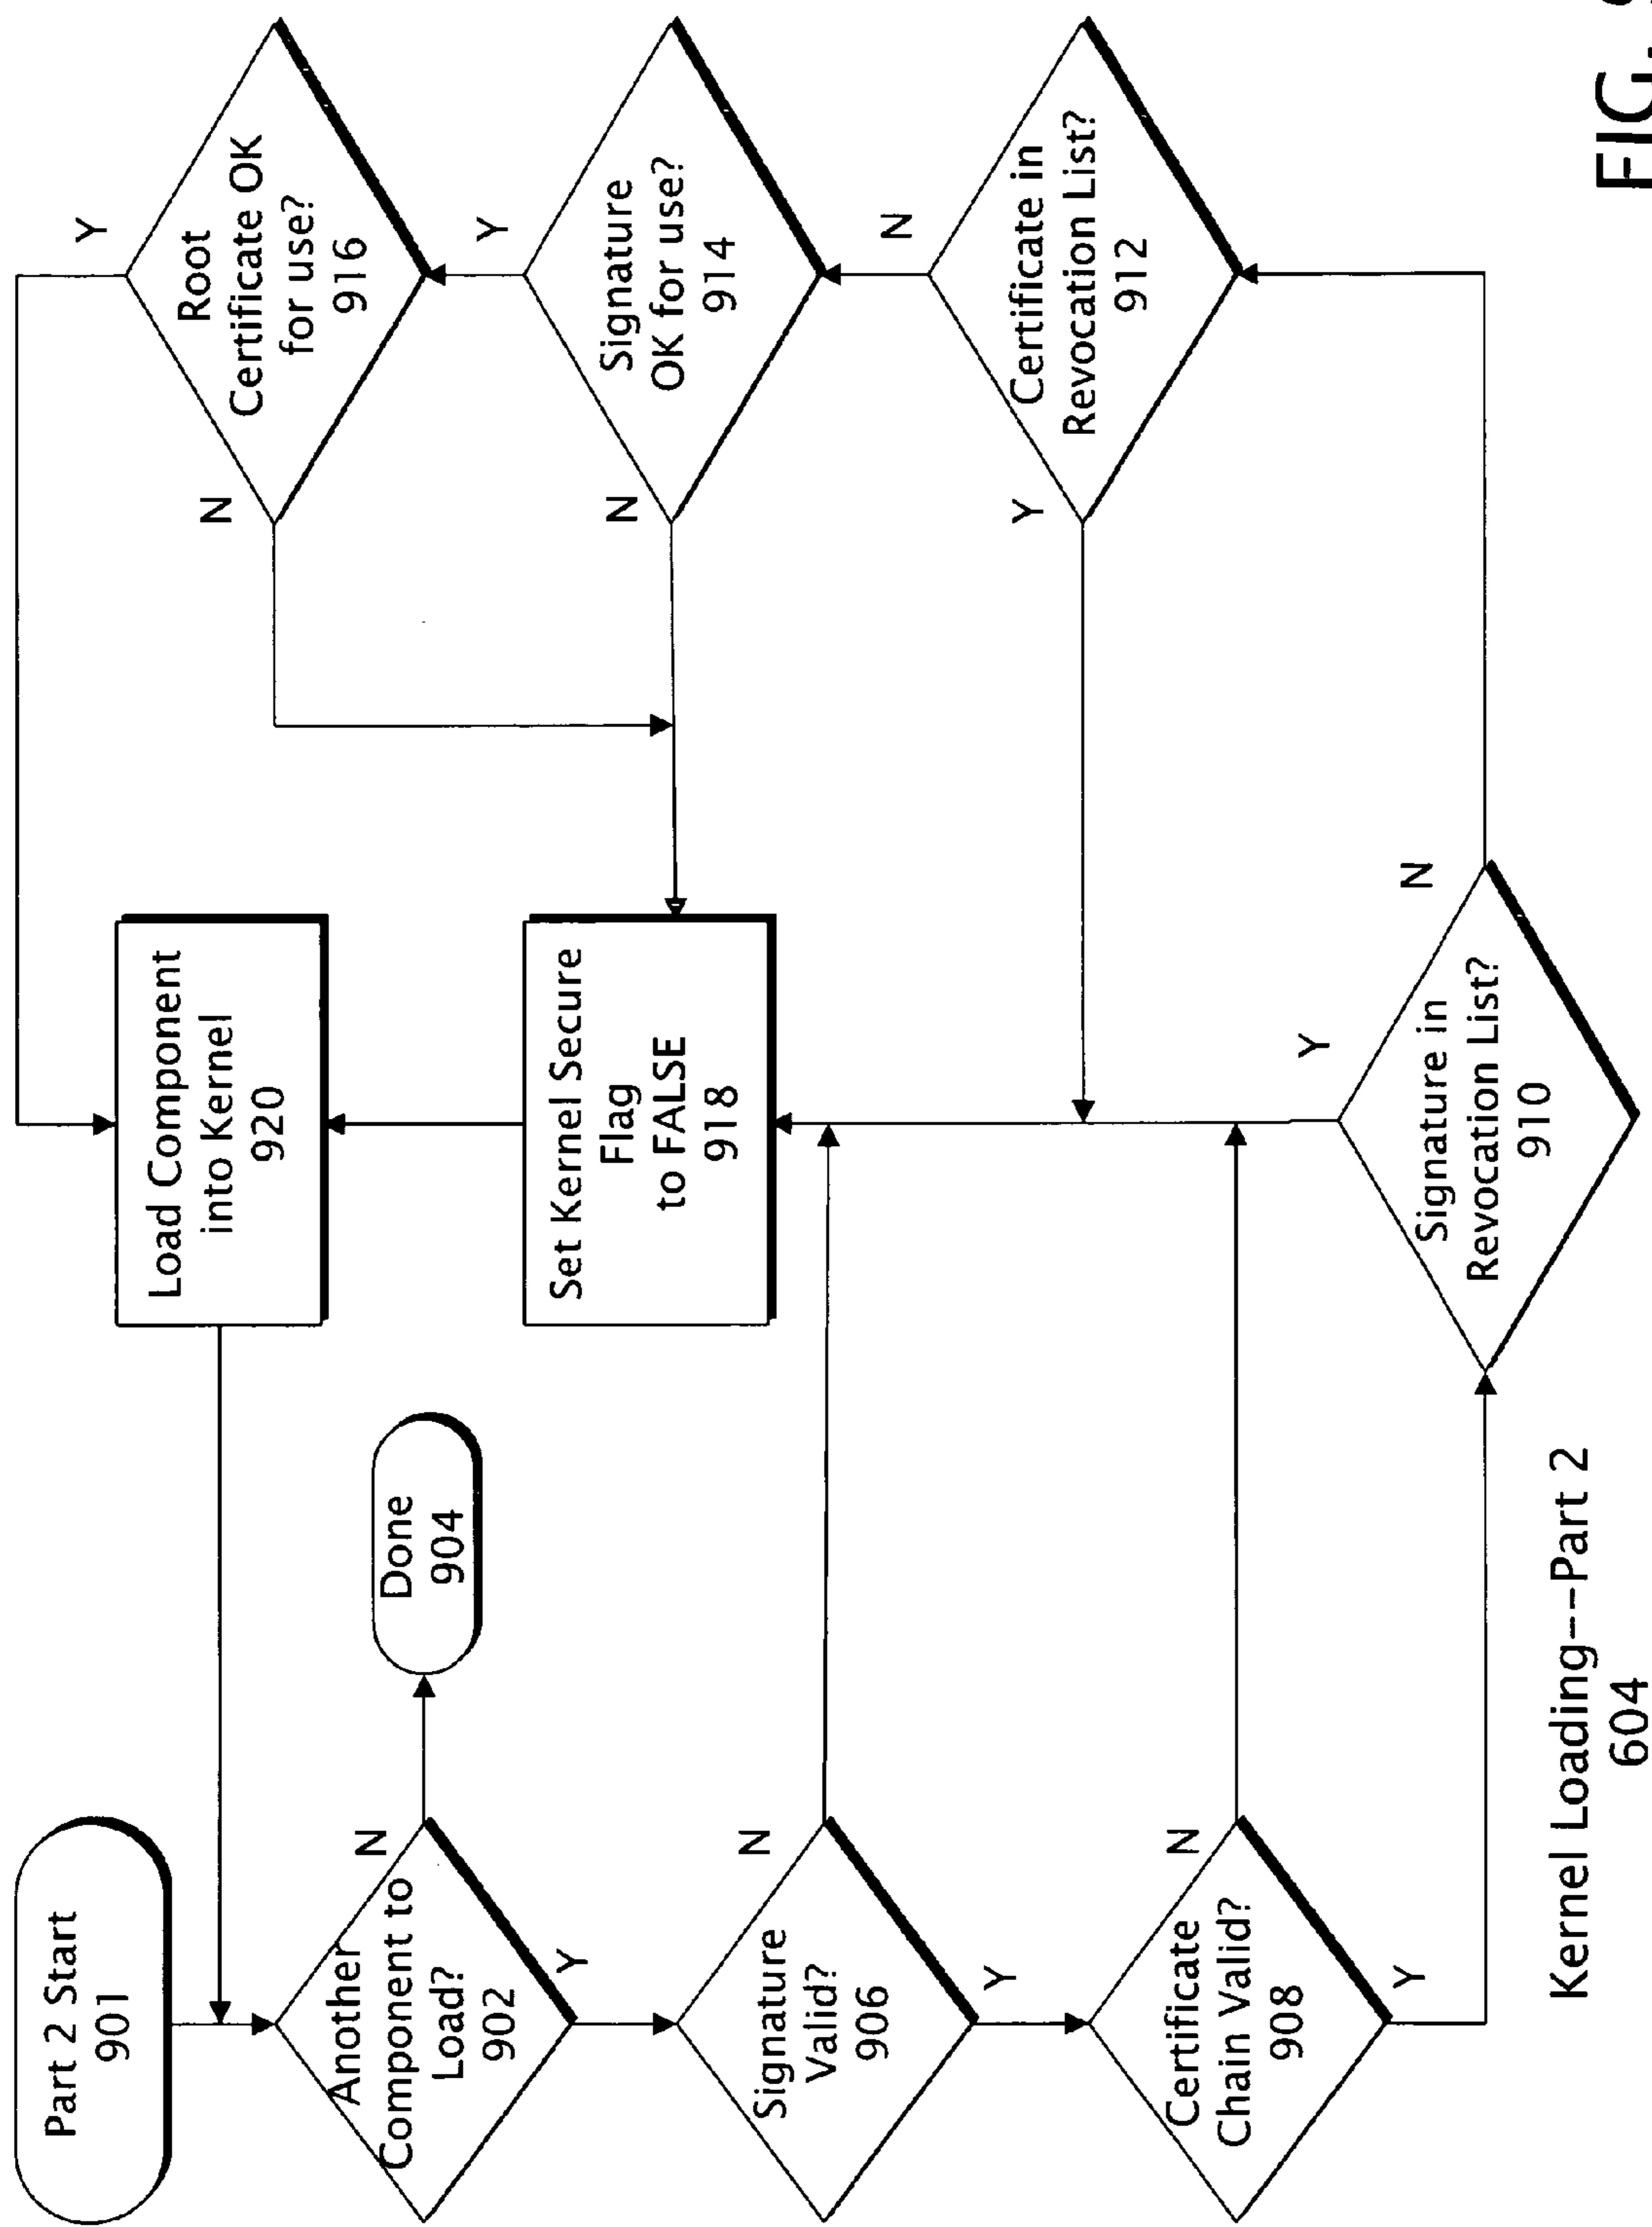 Part 2 Start
901
Another
Component to
Load?
902
N
Y
Done
904
Signature
Valid?
906
N
Y
Certificate
Chain Valid?
908
N
Y
Signature in
Revocation List?
910
Y
N
Certificate in
Revocation List?
912
Y
N
Signature
OK for use?
914
N
Y
Root
Certificate OK
for use?
916
N
Y
Set Kernel Secure
Flag
to FALSE
918
Load Component
into Kernel
920
Kernel Loading---Part 2
604
FIG.